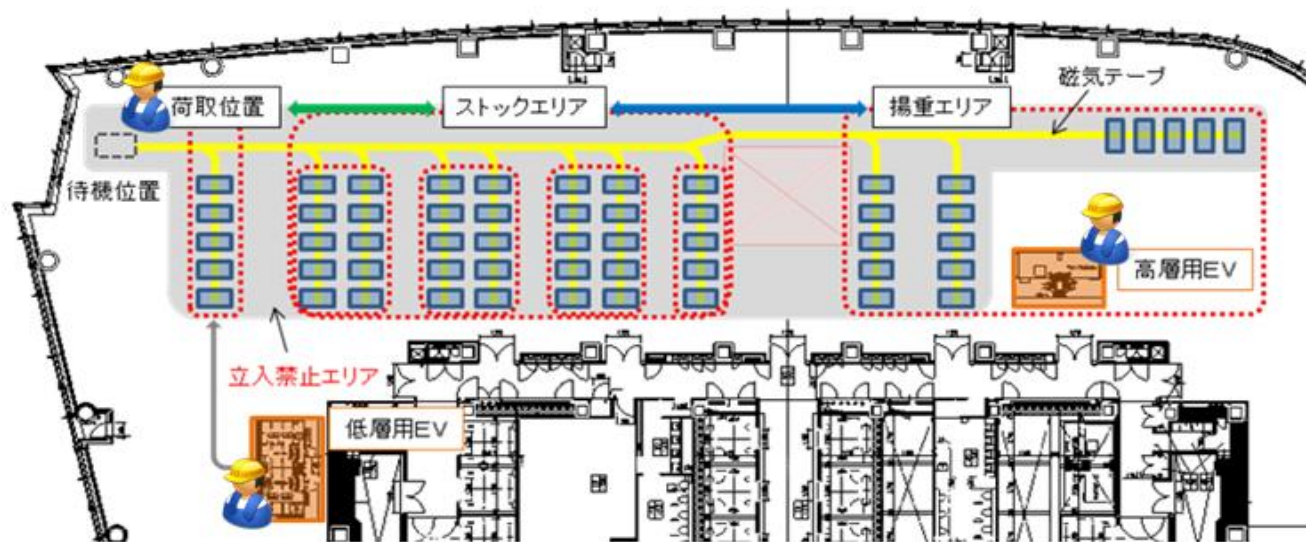 磁気テープ
荷取位置
ストックエリア
揚重エリア
待機位置
高層用EV
立入禁止エリア
低層用EV